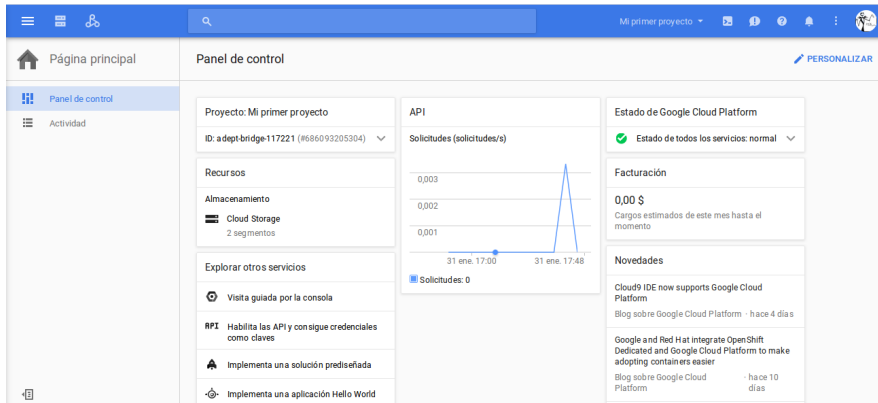 Mi primer proyecto
Página principal
Panel de control
PERSONALIZAR
Panel de control
Actividad
Proyecto: Mi primer proyecto
ID: adept-bridge-117221 (#686093205304)
Recursos
Almacenamiento
Cloud Storage
2 segmentos
Explorar otros servicios
Visita guiada por la consola
API
Habilita las API y consigue credenciales
como claves
Implementa una solución prediseñada
Implementa una aplicación Hello World
API
Solicitudes (solicitudes/s)
0,003
0,002
0,001
31 ene. 17:00
31 ene. 17:48
Solicitudes: 0
Estado de Google Cloud Platform
Estado de todos los servicios: normal
Facturación
0,00 $
Cargos estimados de este mes hasta el
momento
Novedades
Cloud9 IDE now supports Google Cloud
Platform
Blog sobre Google Cloud Platform · hace 4 días
Google and Red Hat integrate OpenShift
Dedicated and Google Cloud Platform to make
adopting containers easier
Blog sobre Google Cloud · hace 10
Platform días